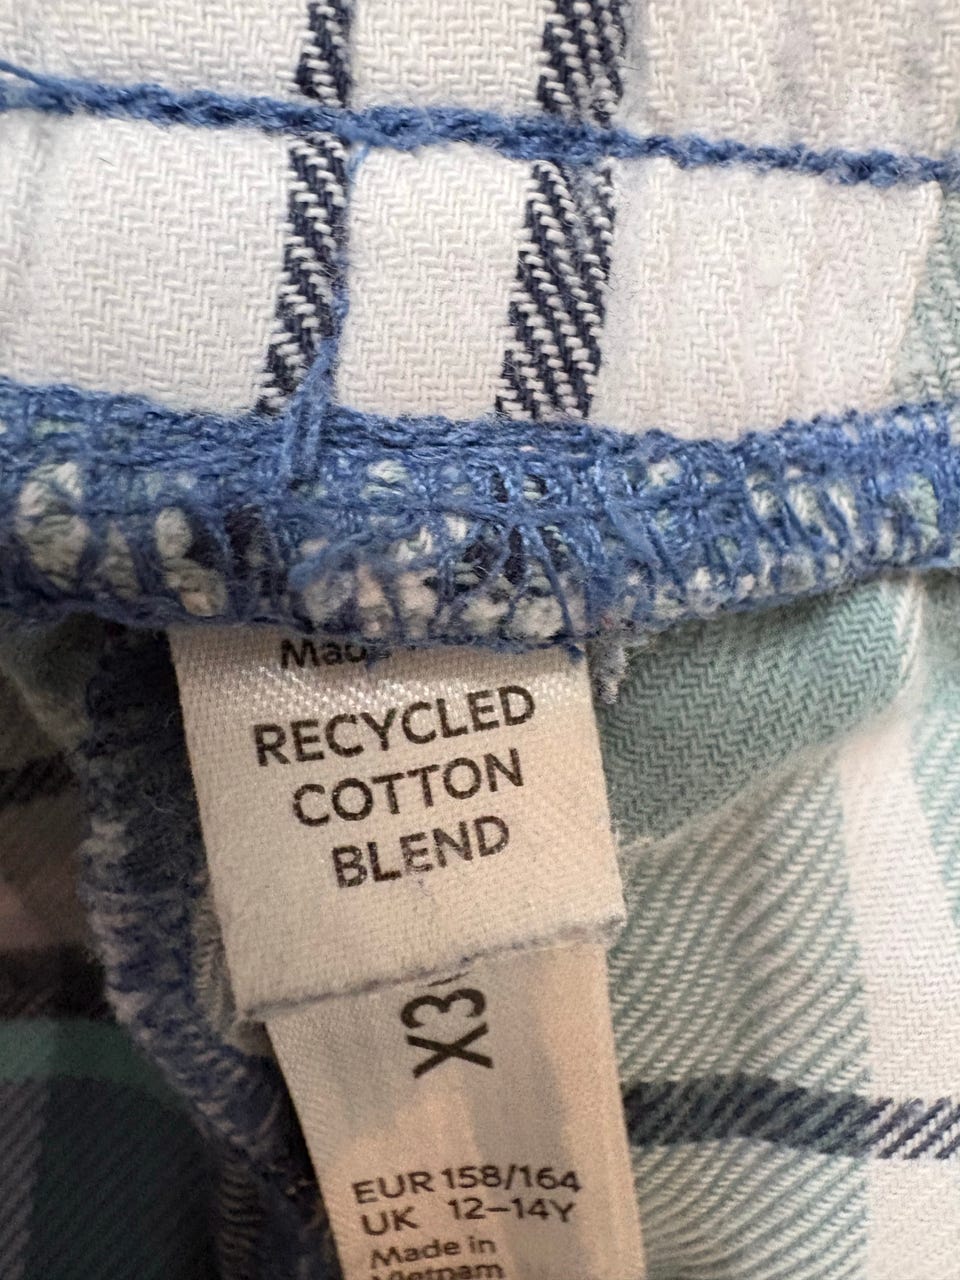 RECYCLED
COTTON
BLEND
EUR 158/164
UK 12–14Y
Made in
Vietnam